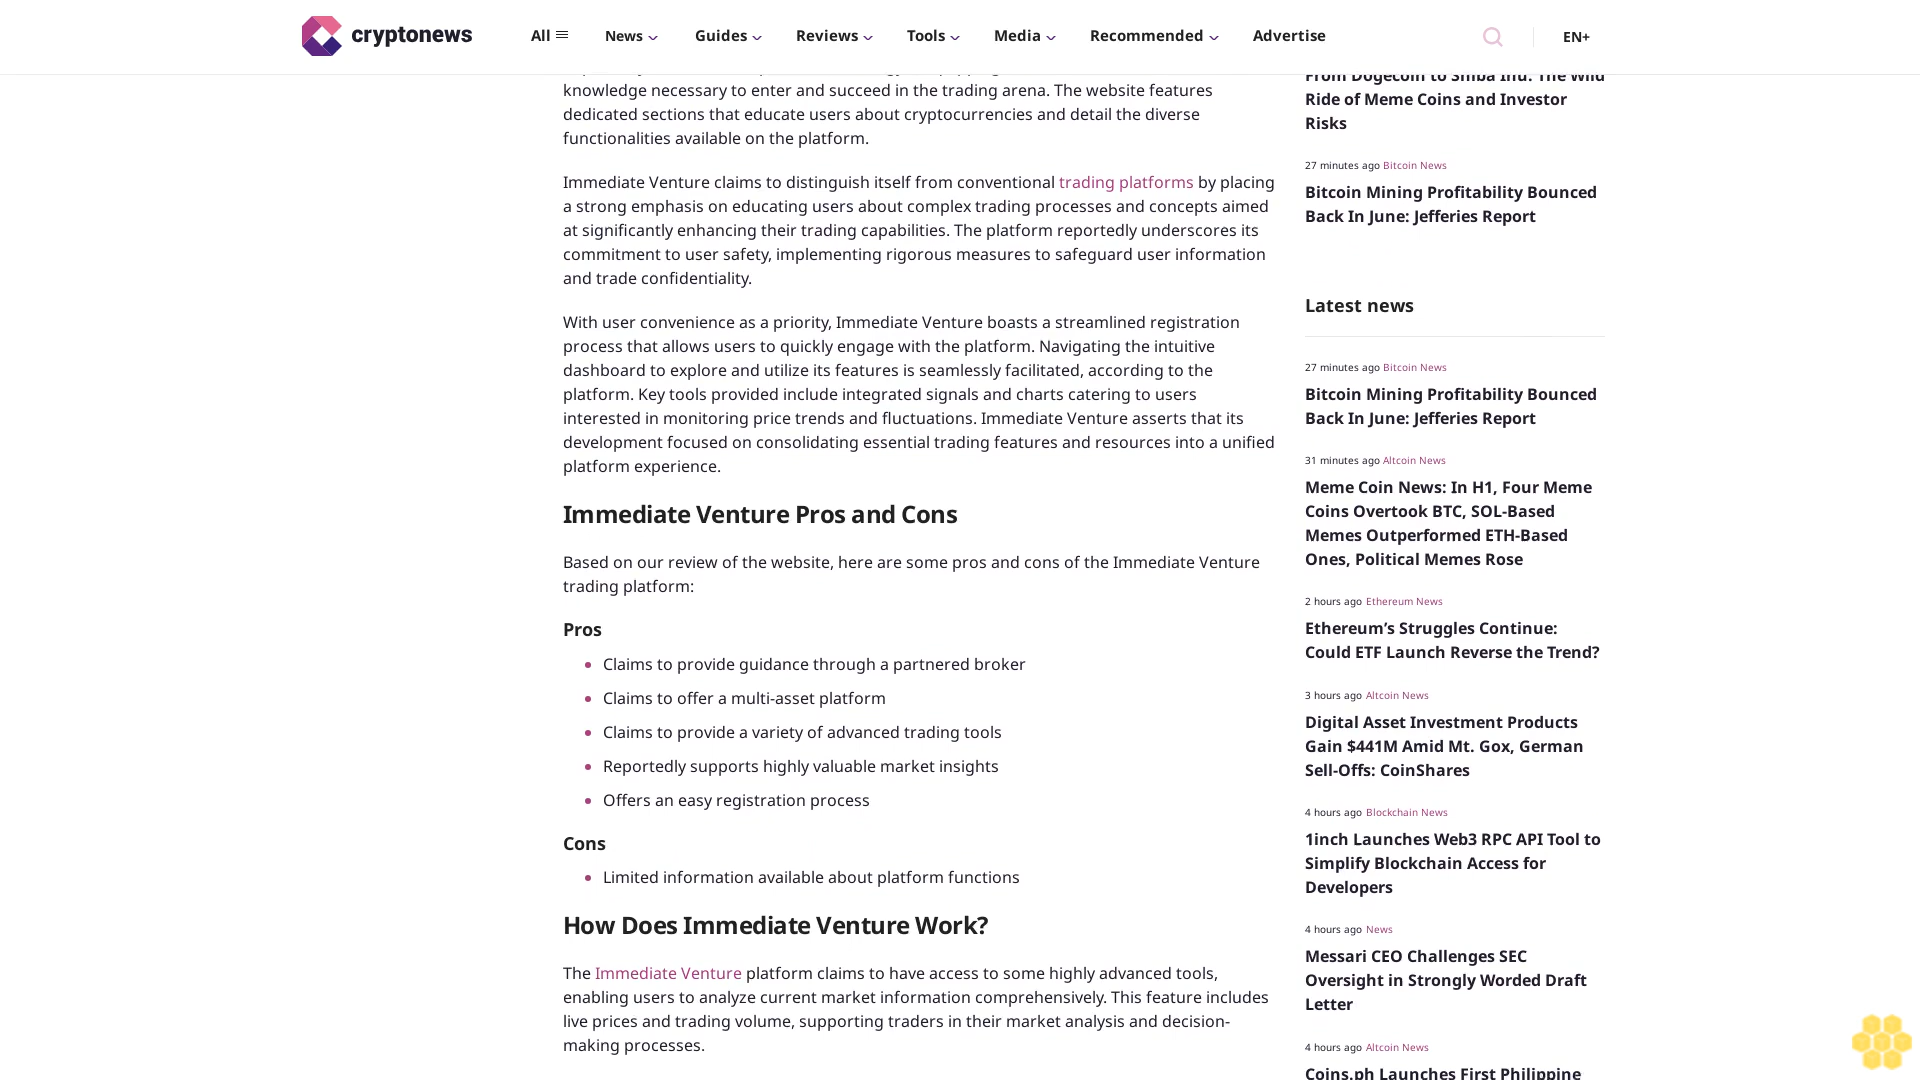 cryptonews
All
News
Guides
Reviews
Tools
Media
Recommended
Advertise
EN+
knowledge necessary to enter and succeed in the trading arena. The website features
dedicated sections that educate users about cryptocurrencies and detail the diverse
functionalities available on the platform.
Immediate Venture claims to distinguish itself from conventional trading platforms by placing
a strong emphasis on educating users about complex trading processes and concepts aimed
at significantly enhancing their trading capabilities. The platform reportedly underscores its
commitment to user safety, implementing rigorous measures to safeguard user information
and trade confidentiality.
With user convenience as a priority, Immediate Venture boasts a streamlined registration
process that allows users to quickly engage with the platform. Navigating the intuitive
dashboard to explore and utilize its features is seamlessly facilitated, according to the
platform. Key tools provided include integrated signals and charts catering to users
interested in monitoring price trends and fluctuations. Immediate Venture asserts that its
development focused on consolidating essential trading features and resources into a unified
platform experience.
Immediate Venture Pros and Cons
Based on our review of the website, here are some pros and cons of the Immediate Venture
trading platform:
Pros
Claims to provide guidance through a partnered broker
Claims to offer a multi-asset platform
Claims to provide a variety of advanced trading tools
Reportedly supports highly valuable market insights
Offers an easy registration process
Cons
Limited information available about platform functions
How Does Immediate Venture Work?
The Immediate Venture platform claims to have access to some highly advanced tools,
enabling users to analyze current market information comprehensively. This feature includes
live prices and trading volume, supporting traders in their market analysis and decision-
making processes.
From Dogecoin to Shiba Inu: The Wild
Ride of Meme Coins and Investor
Risks
27 minutes ago Bitcoin News
Bitcoin Mining Profitability Bounced
Back In June: Jefferies Report
Latest news
27 minutes ago Bitcoin News
Bitcoin Mining Profitability Bounced
Back In June: Jefferies Report
31 minutes ago Altcoin News
Meme Coin News: In H1, Four Meme
Coins Overtook BTC, SOL-Based
Memes Outperformed ETH-Based
Ones, Political Memes Rose
2 hours ago Ethereum News
Ethereum’s Struggles Continue:
Could ETF Launch Reverse the Trend?
3 hours ago Altcoin News
Digital Asset Investment Products
Gain $441M Amid Mt. Gox, German
Sell-Offs: CoinShares
4 hours ago Blockchain News
1inch Launches Web3 RPC API Tool to
Simplify Blockchain Access for
Developers
4 hours ago News
Messari CEO Challenges SEC
Oversight in Strongly Worded Draft
Letter
4 hours ago Altcoin News
Coins.ph Launches First Philippine